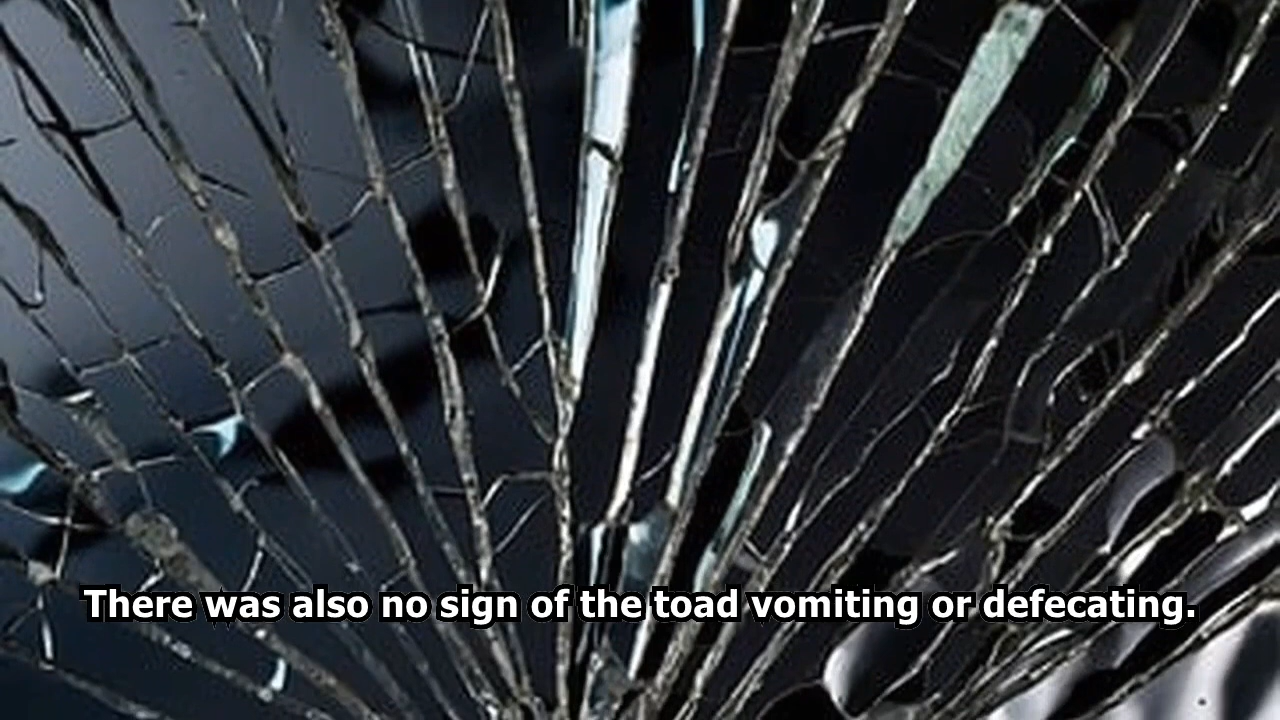 There was also no sign of the toad vomiting or defecating.